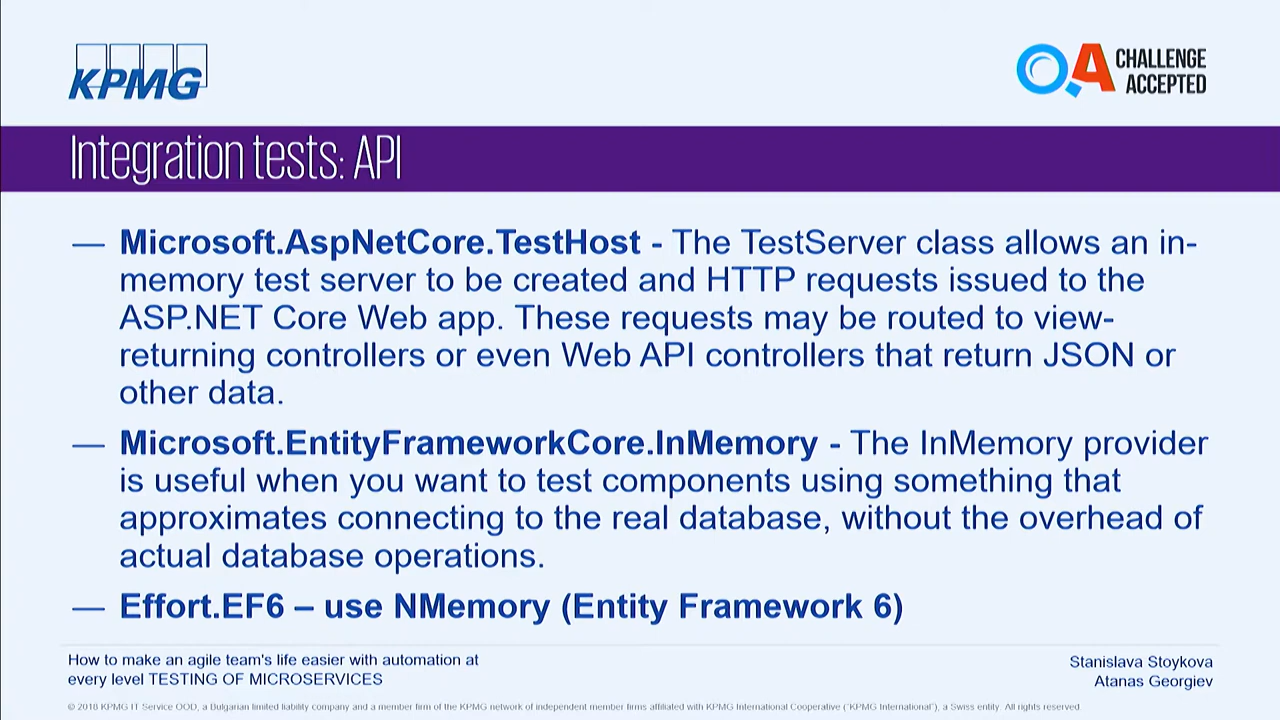 KPMG
QA CHALLENGE
ACCEPTED
Integration tests: API
— Microsoft.AspNetCore.TestHost - The TestServer class allows an in-
memory test server to be created and HTTP requests issued to the
ASP.NET Core Web app. These requests may be routed to view-
returning controllers or even Web API controllers that return JSON or
other data.
— Microsoft.EntityFrameworkCore.InMemory - The InMemory provider
is useful when you want to test components using something that
approximates connecting to the real database, without the overhead of
actual database operations.
— Effort.EF6 – use NMemory (Entity Framework 6)
How to make an agile team's life easier with automation at
every level TESTING OF MICROSERVICES
Stanislava Stoykova
Atanas Georgiev
© 2018 KPMG IT Service OOD, a Bulgarian limited liability company and a member firm of the KPMG network of independent member firms affiliated with KPMG International Cooperative ("KPMG International"), a Swiss entity. All rights reserved.